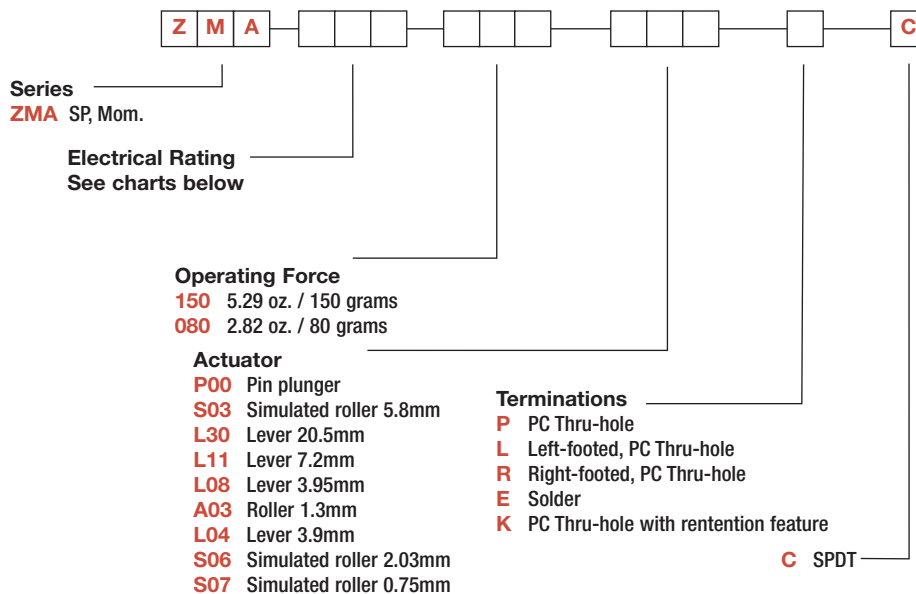 Z M A C
Series
ZMA SP, Mom.
Electrical Rating
See charts below
Operating Force
150 5.29 oz. / 150 grams
080 2.82 oz. / 80 grams
Actuator
P00 Pin plunger
S03 Simulated roller 5.8mm
L30 Lever 20.5mm
L11 Lever 7.2mm
L08 Lever 3.95mm
A03 Roller 1.3mm
L04 Lever 3.9mm
S06 Simulated roller 2.03mm
S07 Simulated roller 0.75mm
Terminations
P PC Thru-hole
L Left-footed, PC Thru-hole
R Right-footed, PC Thru-hole
E Solder
K PC Thru-hole with rentention feature
C SPDT